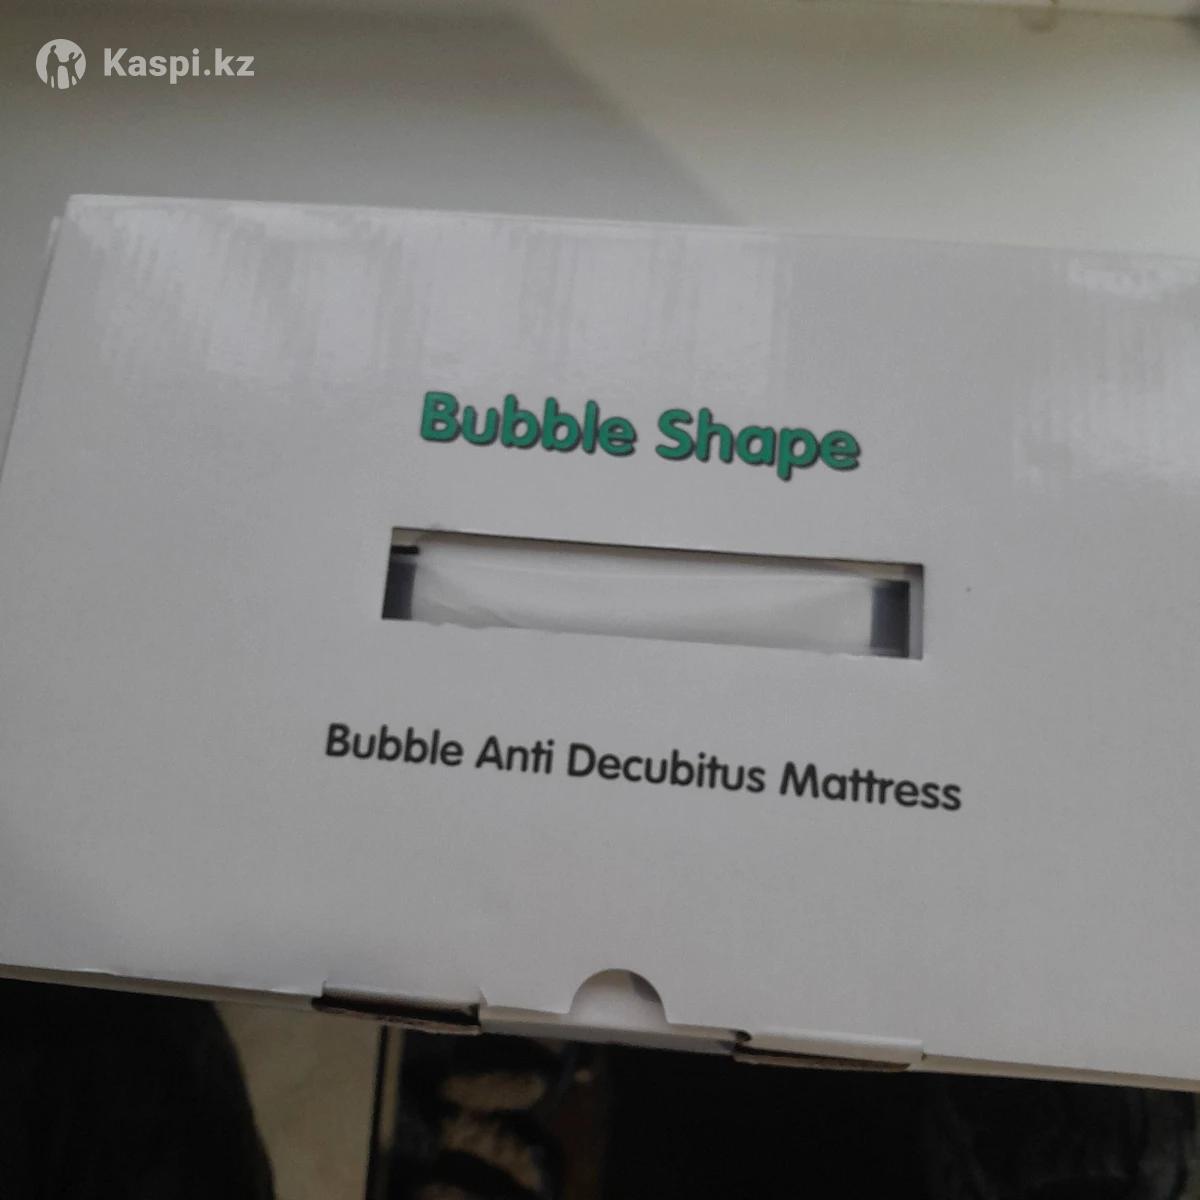 Kaspi.kz
Bubble Shape
Bubble Anti Decubitus Mattress